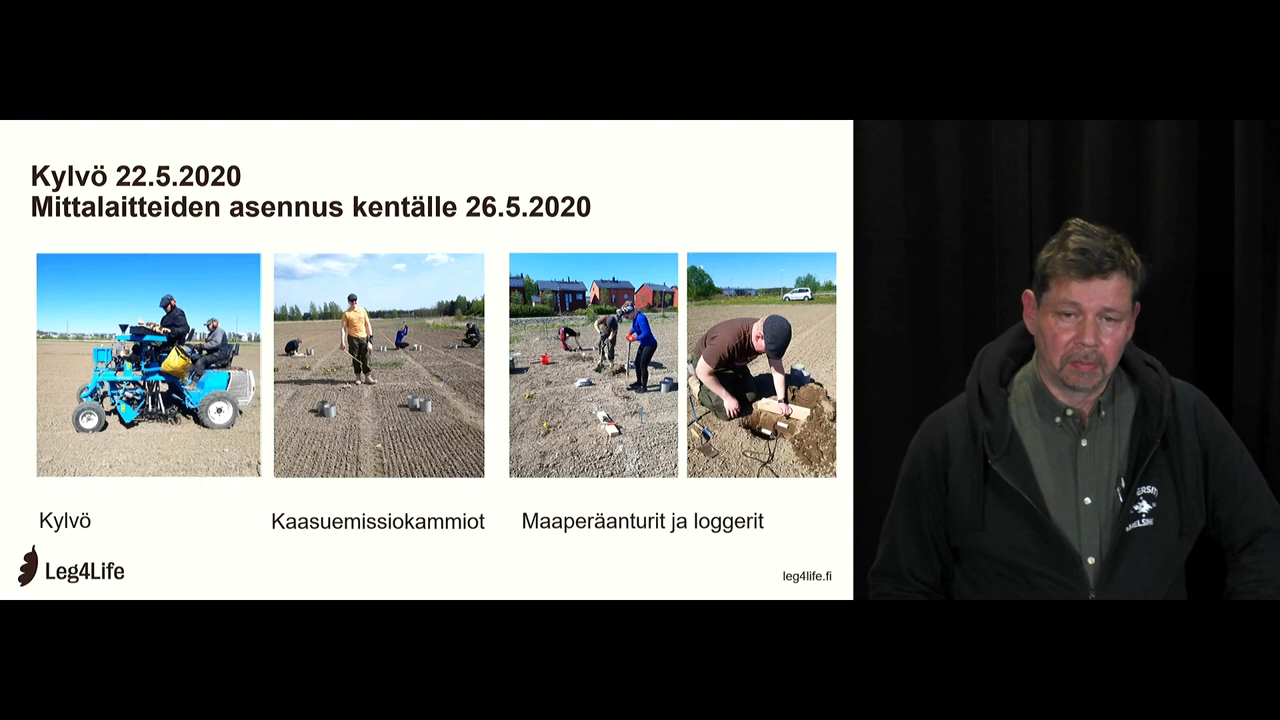 Kylvö 22.5.2020
Mittalaitteiden asennus kentälle 26.5.2020
Kylvö
Kaasuemissiokammiot
Maaperäanturit ja loggerit
Leg4Life
leg4life.fi